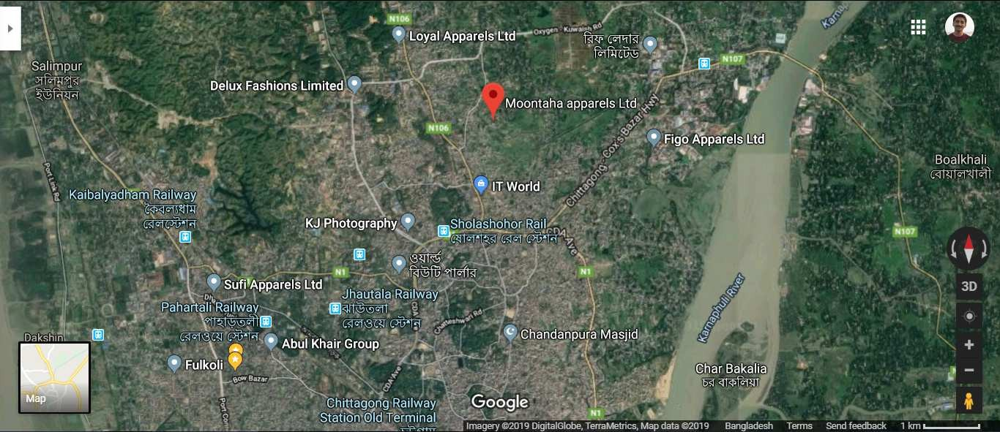 N106
Loyal Apparels Ltd
Oxygen - Kuwaish Rd
রিফ লেদার
লিমিটেড
N107
Salimpur
সলিমপুর
ইউনিয়ন
Delux Fashions Limited
Moontaha apparels Ltd
N106
Figo Apparels Ltd
Chittagong - Cox's Bazar Hwy
Boalkhali
বোয়ালখালী
Port Link Rd
IT World
Kaibalyadham Railway
কৈবল্যধাম
রেলস্টেশন
KJ Photography
Sholashohor Rail
ষোলশহর রেল স্টেশন
CDA Ave
N107
ওয়ার্ল্ড
বিউটি পার্লার
N1
N1
Sufi Apparels Ltd
3D
Jhautala Railway
ঝাউতলা
রেলওয়ে স্টেশন
Pahartali Railway
পাহাড়তলী
রেলওয়ে স্টেশন
Chatteshwari Rd
Karnaphuli River
Chandanpura Masjid
Abul Khair Group
Dakshin
Fulkoli
Bow Bazar
CDA Ave
Char Bakalia
চর বাকলিয়া
Map
Chittagong Railway
Station Old Terminal
Google
N1
Imagery ©2019 DigitalGlobe, TerraMetrics, Map data ©2019 Bangladesh Terms Send feedback 1 km